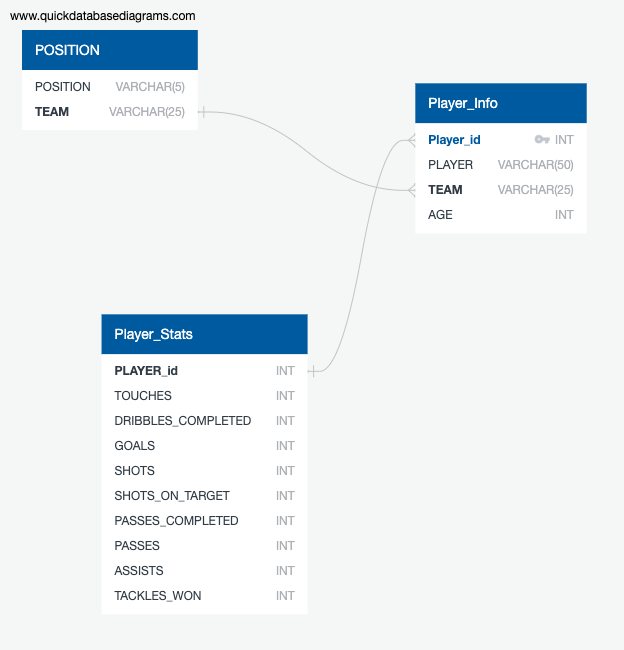 www.quickdatabasediagrams.com
POSITION
POSITION VARCHAR(5)
TEAM VARCHAR(25)
Player_Info
Player_id INT
PLAYER VARCHAR(50)
TEAM VARCHAR(25)
AGE INT
Player_Stats
PLAYER_id INT
TOUCHES INT
DRIBBLES_COMPLETED INT
GOALS INT
SHOTS INT
SHOTS_ON_TARGET INT
PASSES_COMPLETED INT
PASSES INT
ASSISTS INT
TACKLES_WON INT